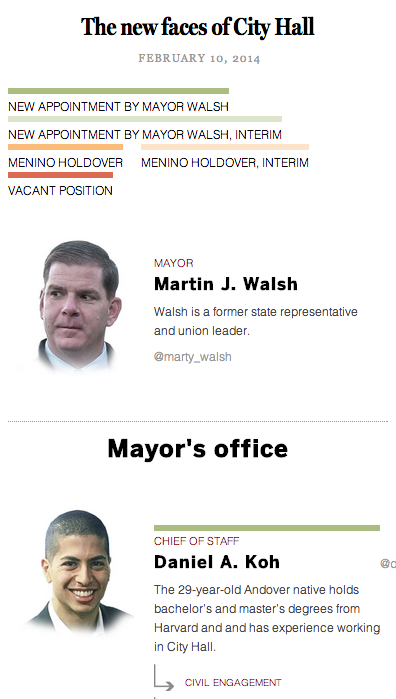 The new faces of City Hall
FEBRUARY 10, 2014
NEW APPOINTMENT BY MAYOR WALSH
NEW APPOINTMENT BY MAYOR WALSH, INTERIM
MENINO HOLDOVER MENINO HOLDOVER, INTERIM
VACANT POSITION
MAYOR
Martin J. Walsh
Walsh is a former state representative
and union leader.
@marty_walsh
Mayor's office
CHIEF OF STAFF
Daniel A. Koh
The 29-year-old Andover native holds
bachelor's and master's degrees from
Harvard and and has experience working
in City Hall.
CIVIL ENGAGEMENT